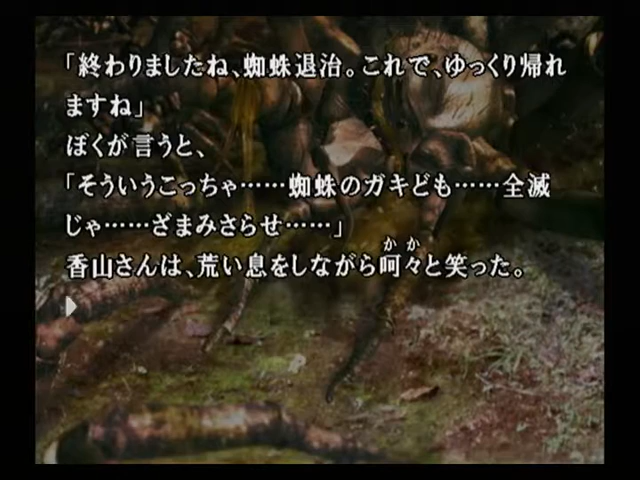 「終わりましたね、蜘蛛退治。これで、ゆっくり帰れ
ますね」
ぼくが言うと、
「そういうこっちゃ……蜘蛛のガキども……全滅
じゃ……ざまみさらせ……」
かか
香山さんは、荒い息をしながら呵々と笑った。